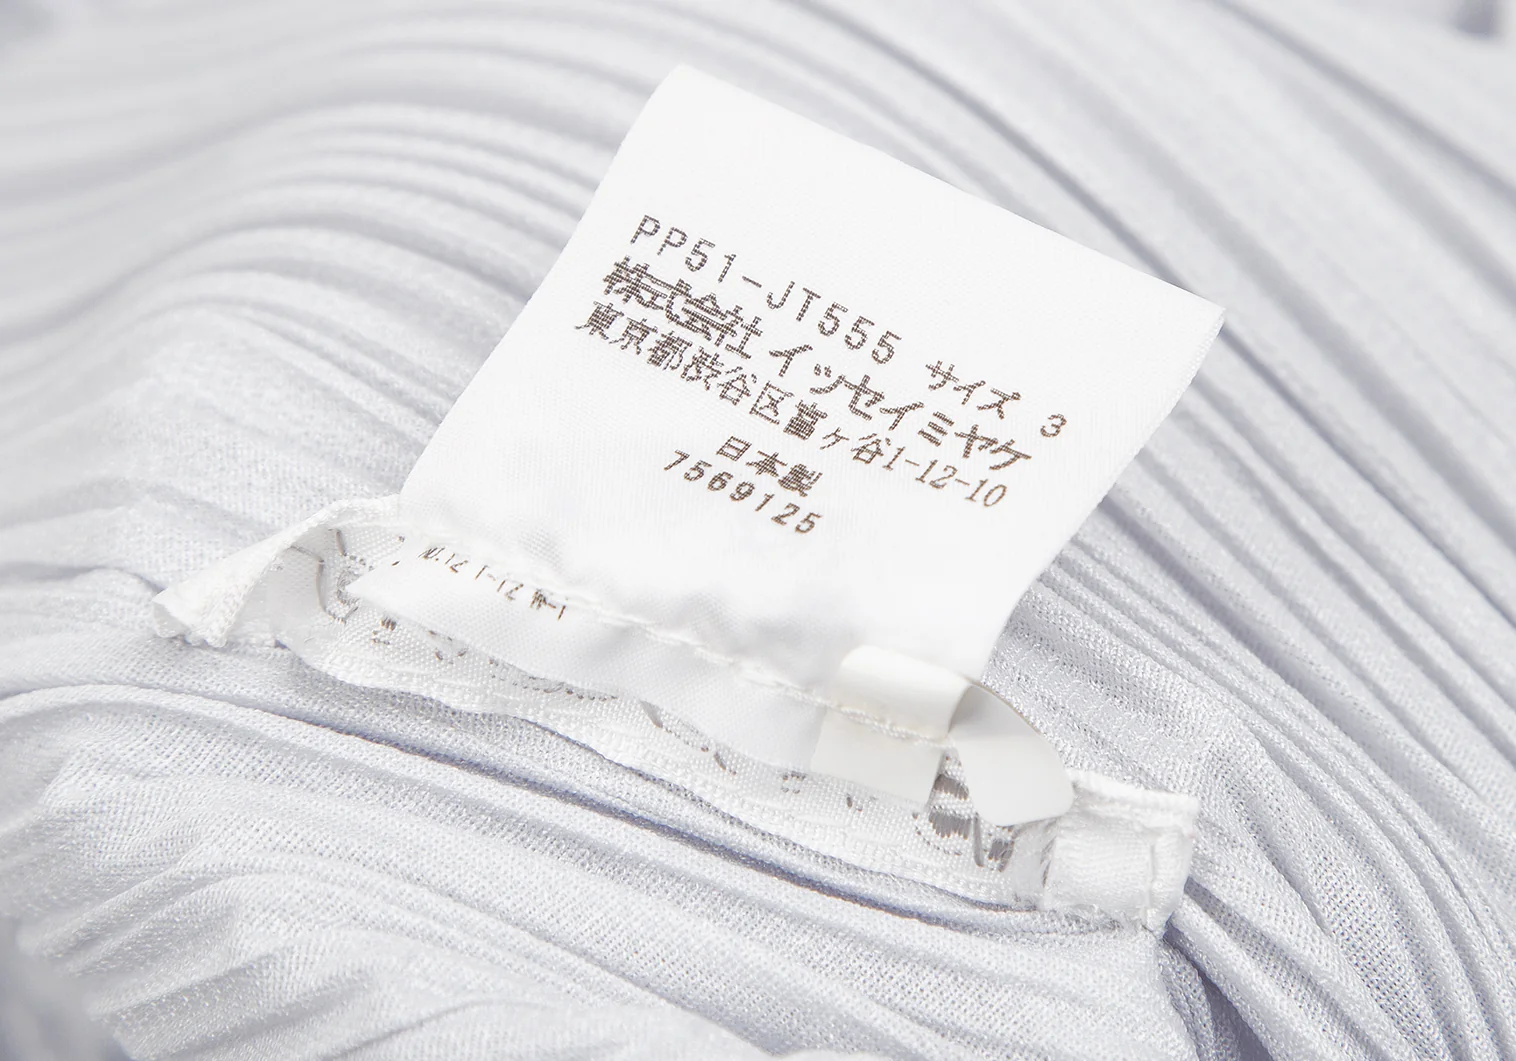 PP51-JT555 サイズ 3
株式会社 イッセイミヤケ
東京都渋谷区富ヶ谷1-12-10
日本製
7569125